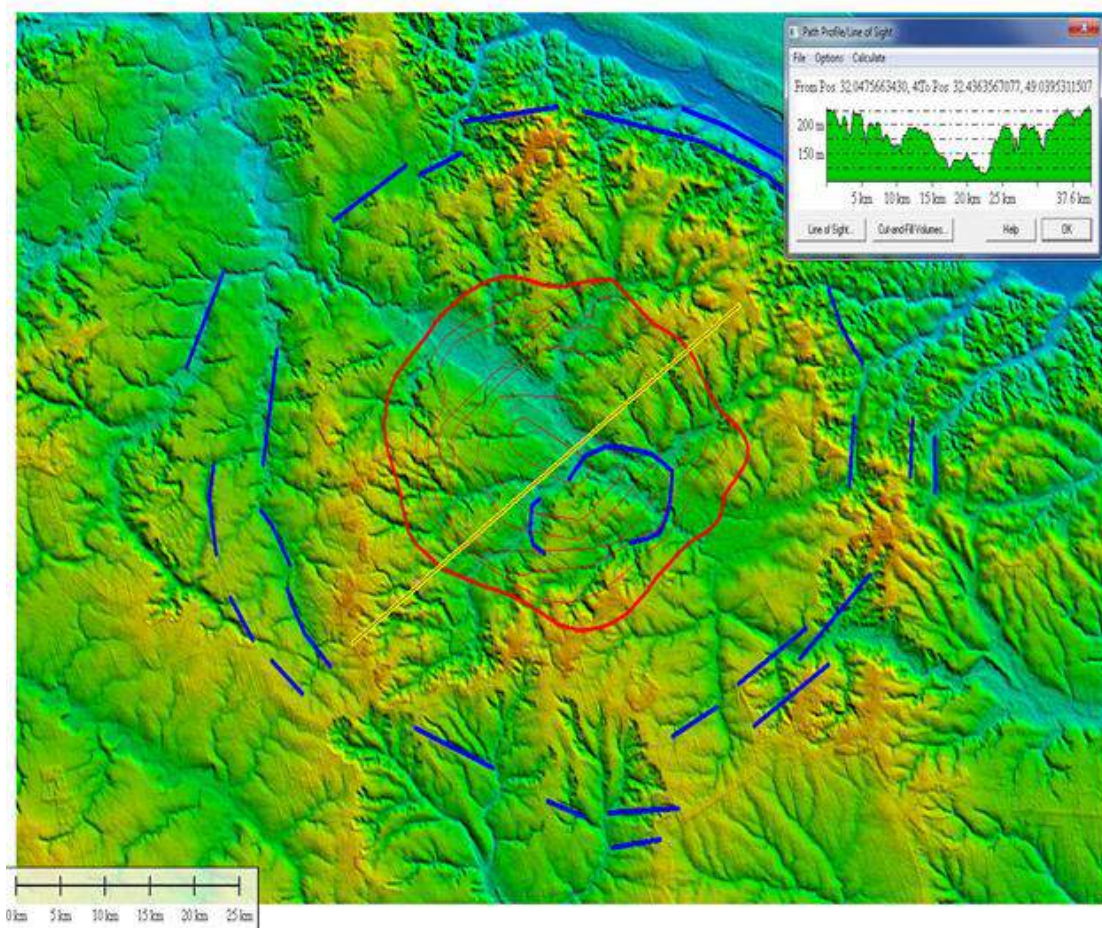 Path Profile/Line of Sight
File Options Calculate
From Pos: 32.0475663430, 4 To Pos: 32.4363567077, 49.0395311507
200 m
150 m
5 km 10 km 15 km 20 km 25 km 37.6 km
Line of Sight... Cut-and-Fill Volumes... Help OK
0 km 5 km 10 km 15 km 20 km 25 km